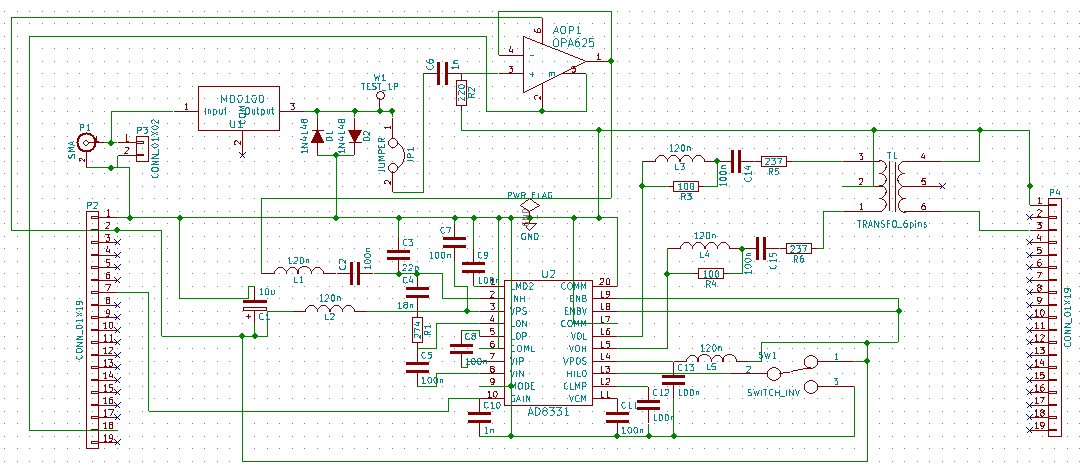 AOP1
OPA625
6
4
1
3
5
2
C6
1n
220
R2
W1
TEST_1P
MOD100
Input
Output
COM
U1
1
3
2
P1
SMA
2
1
P3
1
2
CONN_01X02
1N4148
D1
1N4148
D2
JUMPER
JP1
1
2
120n
L3
100
R3
100n
C14
237
R5
120n
L4
100
R4
100n
C15
237
R6
T1
3
2
1
4
5
6
TRANSFO_6pins
PWR_FLAG
GND
P2
CONN_01X19
1
2
3
4
5
6
7
8
9
10
11
12
13
14
15
16
17
18
19
P4
CONN_01X19
1
2
3
4
5
6
7
8
9
10
11
12
13
14
15
16
17
18
19
120n
L1
C2
100n
C3
22p
C4
18n
C7
100n
C9
100n
10u
C1
120n
L2
274
R1
C5
100n
C8
100n
C10
1n
U2
AD8331
1
LMD2
2
INH
3
VPS
4
LON
5
LOP
6
COML
7
VIP
8
VIN
9
MODE
10
GAIN
COMM
20
ENB
19
ENBV
18
COMM
17
VOL
16
VOH
15
VPOS
14
HILO
13
CLMP
12
VCM
11
C11
100n
C12
100n
C13
100n
120n
L5
SW1
SWITCH_INV
1
2
3